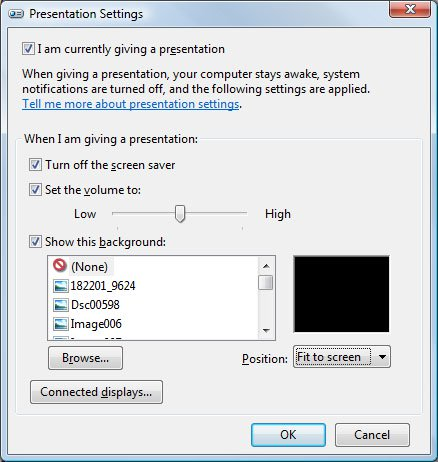 Presentation Settings
I am currently giving a presentation
When giving a presentation, your computer stays awake, system
notifications are turned off, and the following settings are applied.
Tell me more about presentation settings.
When I am giving a presentation:
Turn off the screen saver
Set the volume to:
Low High
Show this background:
(None)
182201_9624
Dsc00598
Image006
Browse...
Position: Fit to screen
Connected displays...
OK Cancel